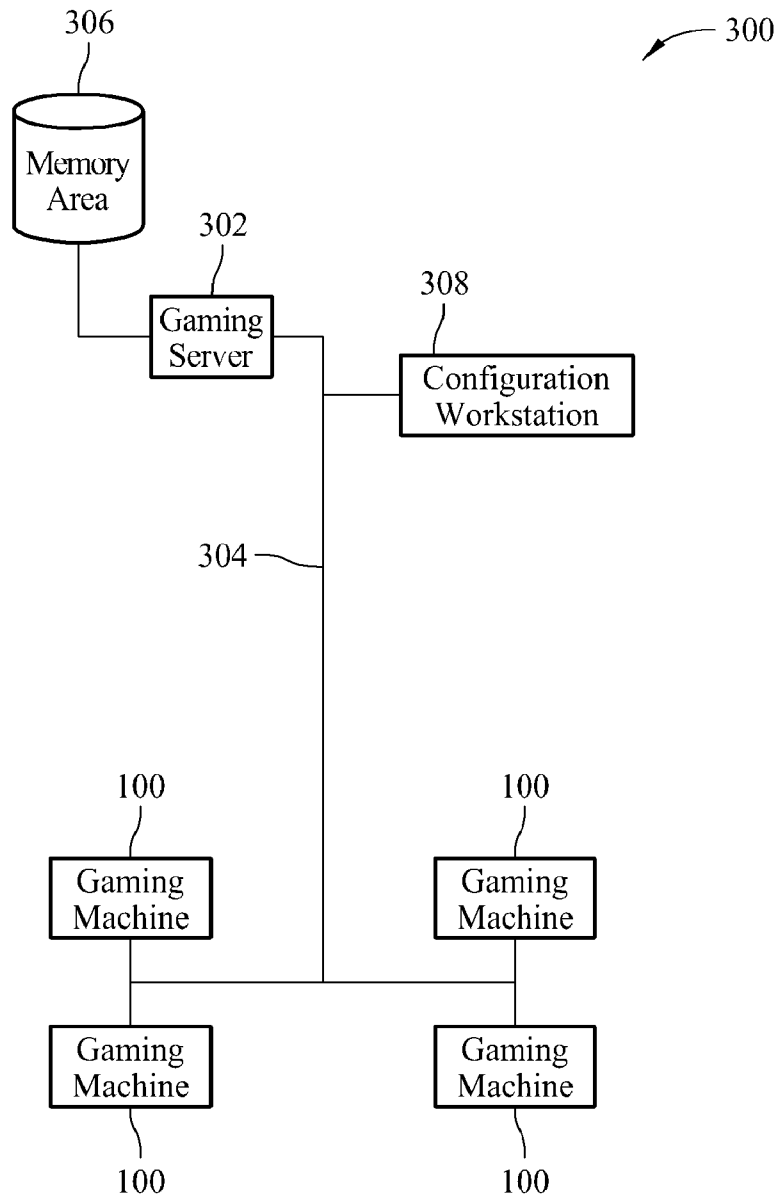 306
300
Memory
Area
302
Gaming
Server
308
Configuration
Workstation
304
100
100
Gaming
Machine
Gaming
Machine
Gaming
Machine
Gaming
Machine
100
100